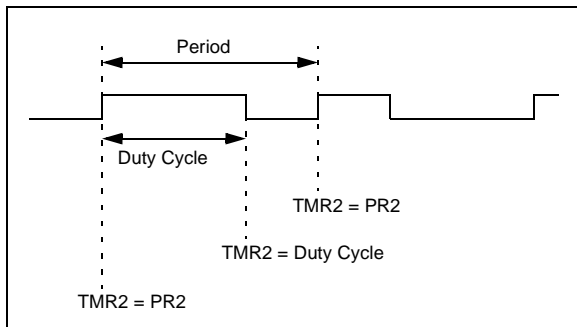 Period
Duty Cycle
TMR2 = PR2
TMR2 = Duty Cycle
TMR2 = PR2